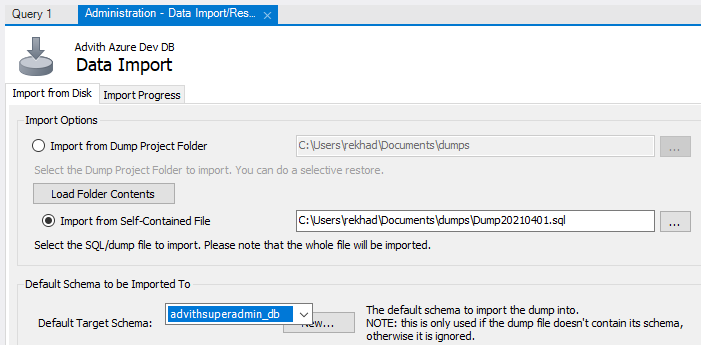 Query 1
Administration - Data Import/Res...
Advith Azure Dev DB
Data Import
Import from Disk
Import Progress
Import Options
Import from Dump Project Folder
C:\Users\rekhad\Documents\dumps
...
Select the Dump Project Folder to import. You can do a selective restore.
Load Folder Contents
Import from Self-Contained File
C:\Users\rekhad\Documents\dumps\Dump20210401.sql
...
Select the SQL/dump file to import. Please note that the whole file will be imported.
Default Schema to be Imported To
Default Target Schema:
advithsuperadmin_db
New...
The default schema to import the dump into.
NOTE: this is only used if the dump file doesn't contain its schema,
otherwise it is ignored.